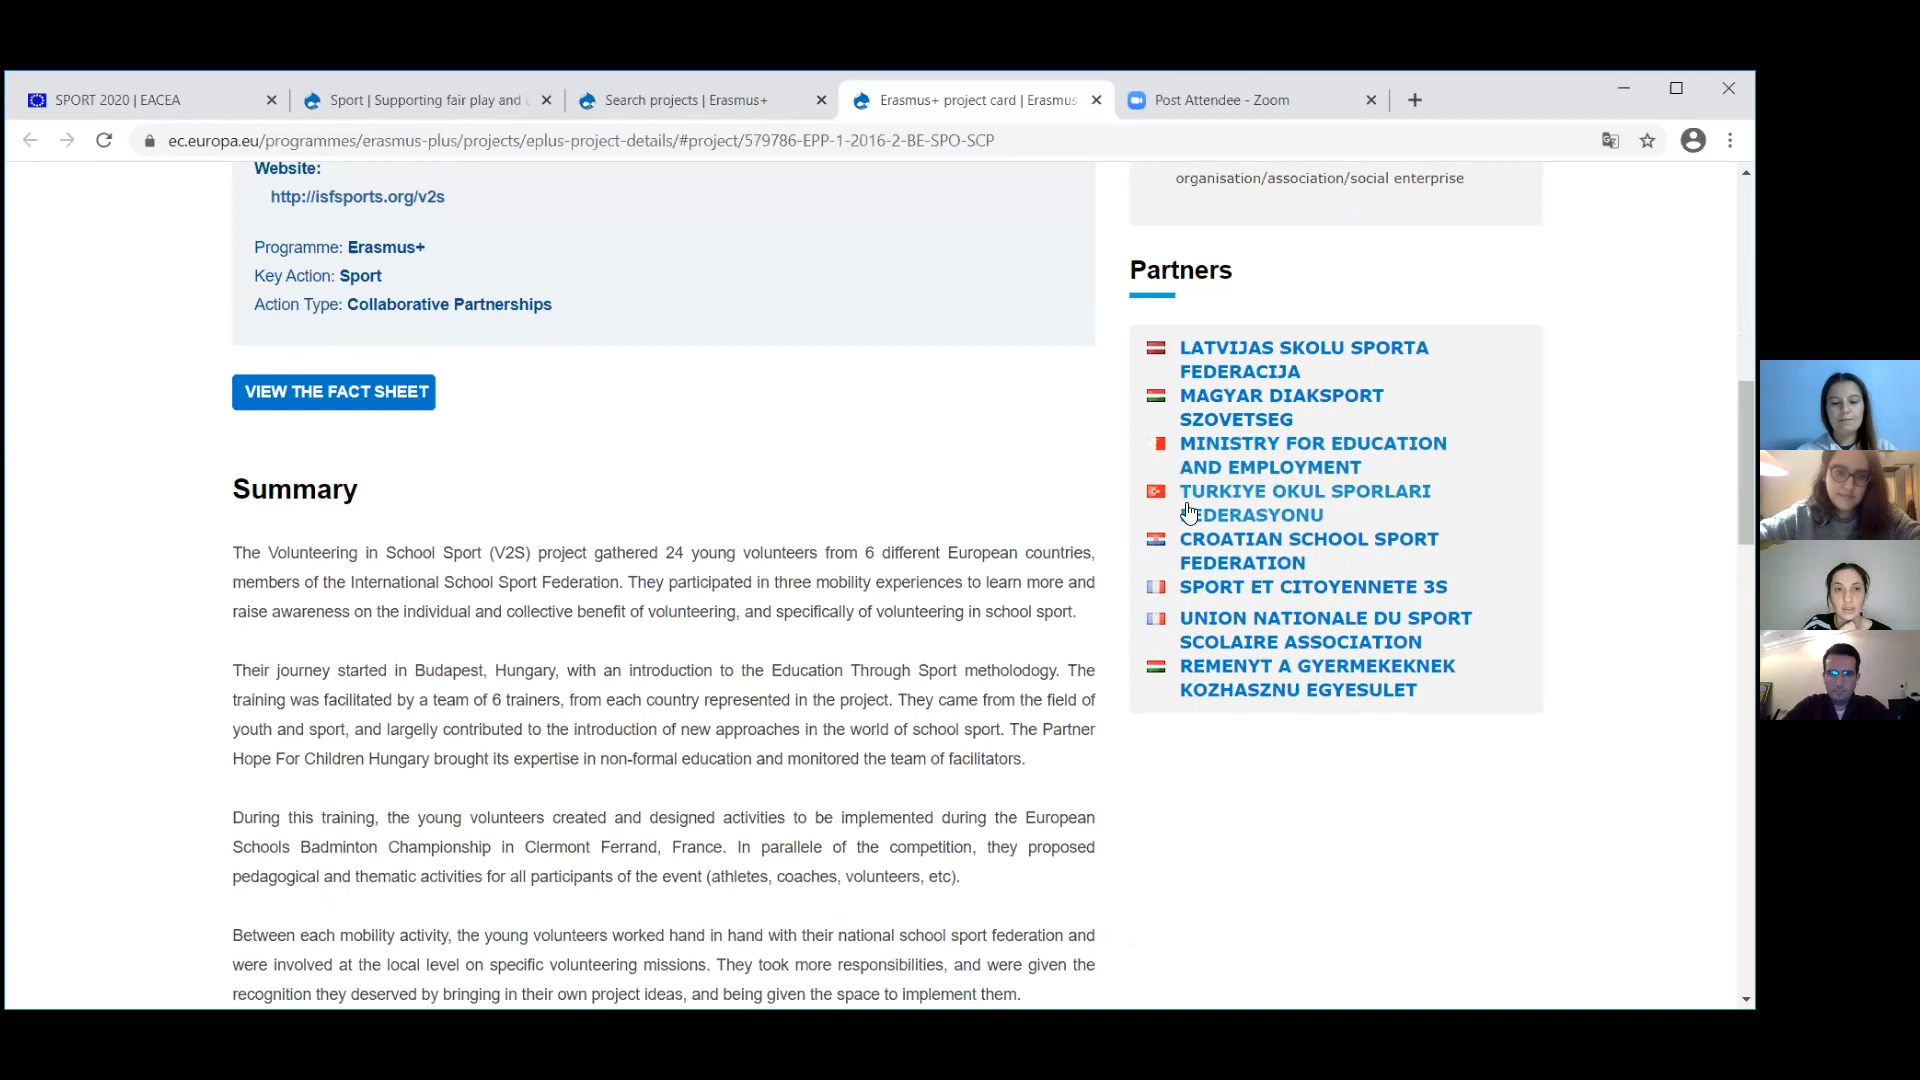 SPORT 2020 | EACEA
Sport | Supporting fair play and
Search projects | Erasmus+
Erasmus+ project card | Erasmus
Post Attendee - Zoom
ec.europa.eu/programmes/erasmus-plus/projects/eplus-project-details/#project/579786-EPP-1-2016-2-BE-SPO-SCP
Website:
http://isfsports.org/v2s
Programme: Erasmus+
Key Action: Sport
Action Type: Collaborative Partnerships
VIEW THE FACT SHEET
Summary
The Volunteering in School Sport (V2S) project gathered 24 young volunteers from 6 different European countries,
members of the International School Sport Federation. They participated in three mobility experiences to learn more and
raise awareness on the individual and collective benefit of volunteering, and specifically of volunteering in school sport.
Their journey started in Budapest, Hungary, with an introduction to the Education Through Sport metholodogy. The
training was facilitated by a team of 6 trainers, from each country represented in the project. They came from the field of
youth and sport, and largelly contributed to the introduction of new approaches in the world of school sport. The Partner
Hope For Children Hungary brought its expertise in non-formal education and monitored the team of facilitators.
During this training, the young volunteers created and designed activities to be implemented during the European
Schools Badminton Championship in Clermont Ferrand, France. In parallele of the competition, they proposed
pedagogical and thematic activities for all participants of the event (athletes, coaches, volunteers, etc).
Between each mobility activity, the young volunteers worked hand in hand with their national school sport federation and
were involved at the local level on specific volunteering missions. They took more responsibilities, and were given the
recognition they deserved by bringing in their own project ideas, and being given the space to implement them.
organisation/association/social enterprise
Partners
LATVIJAS SKOLU SPORTA
FEDERACIJA
MAGYAR DIAKSPORT
SZOVETSEG
MINISTRY FOR EDUCATION
AND EMPLOYMENT
TURKIYE OKUL SPORLARI
FEDERASYONU
CROATIAN SCHOOL SPORT
FEDERATION
SPORT ET CITOYENNETE 3S
UNION NATIONALE DU SPORT
SCOLAIRE ASSOCIATION
REMENYT A GYERMEKEKNEK
KOZHASZNU EGYESULET